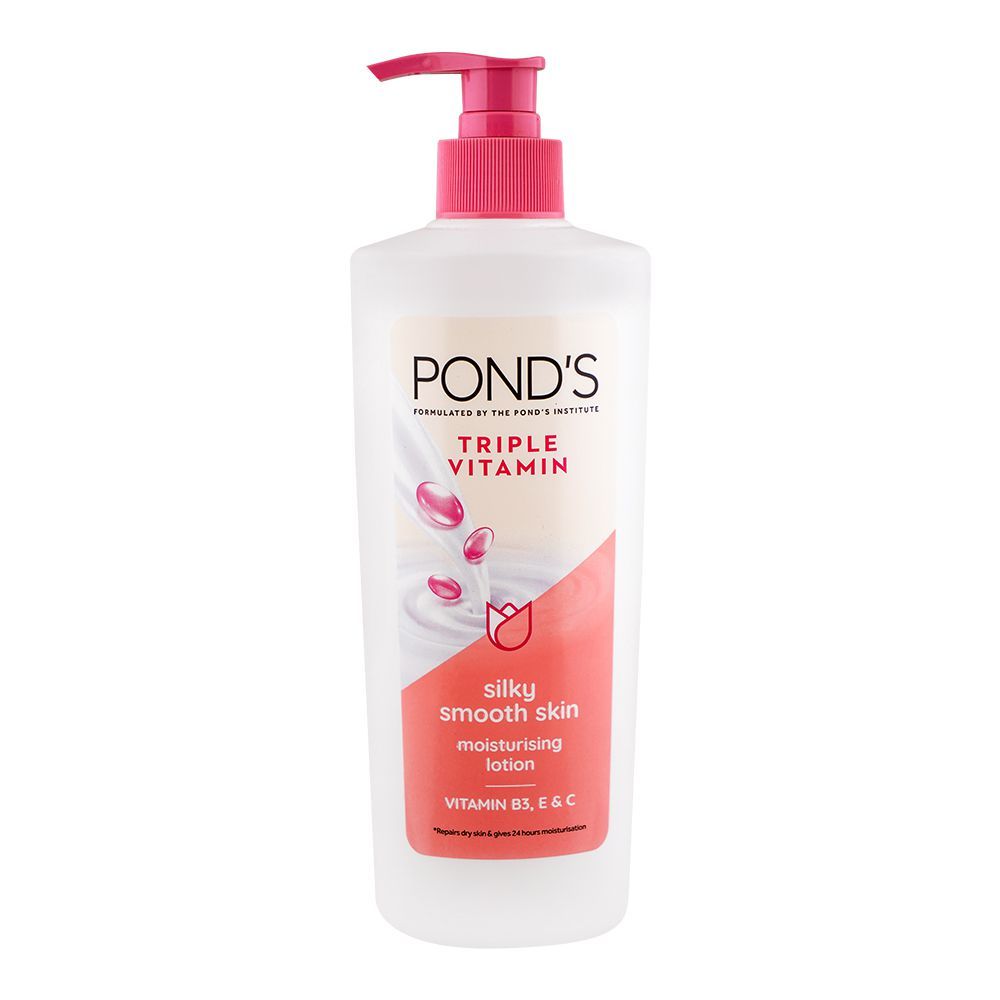 POND'S
FORMULATED BY THE POND'S INSTITUTE
TRIPLE
VITAMIN
silky
smooth skin
moisturising
lotion
VITAMIN B3, E & C
*Repairs dry skin & gives 24 hours moisturisation